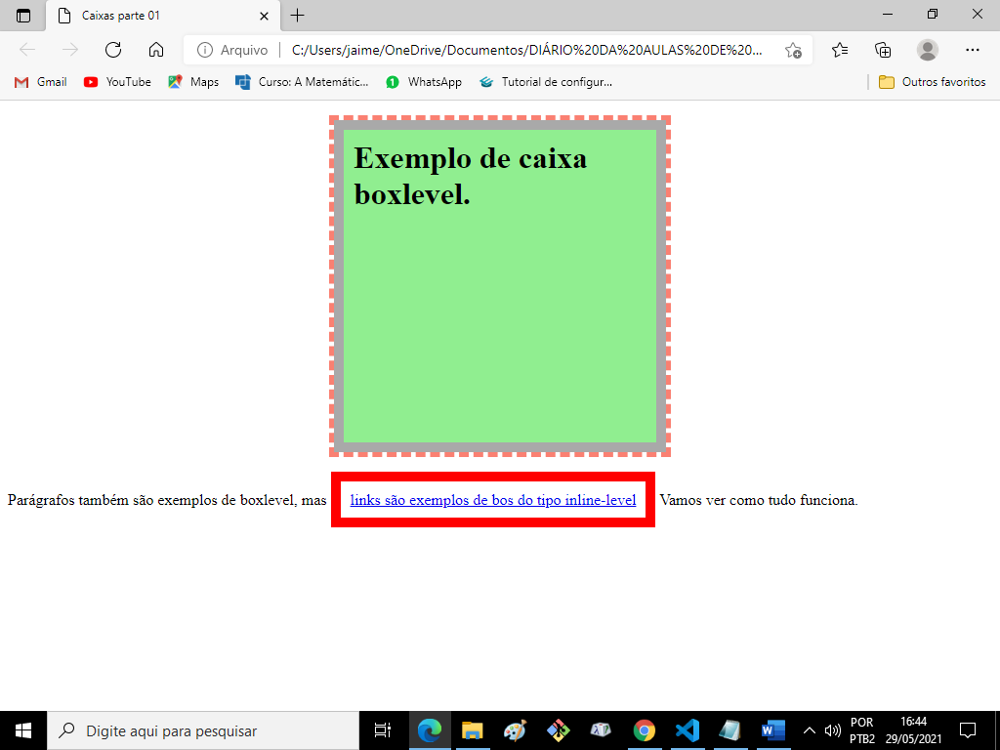 Caixas parte 01
Arquivo C:/Users/jaime/OneDrive/Documentos/DIÁRIO%20DA%20AULAS%20DE%20...
Gmail YouTube Maps Curso: A Matemátic... 1 WhatsApp Tutorial de configur... Outros favoritos
Exemplo de caixa
boxlevel.
Parágrafos também são exemplos de boxlevel, mas links são exemplos de bos do tipo inline-level Vamos ver como tudo funciona.
Digite aqui para pesquisar
POR 16:44
PTB2 29/05/2021